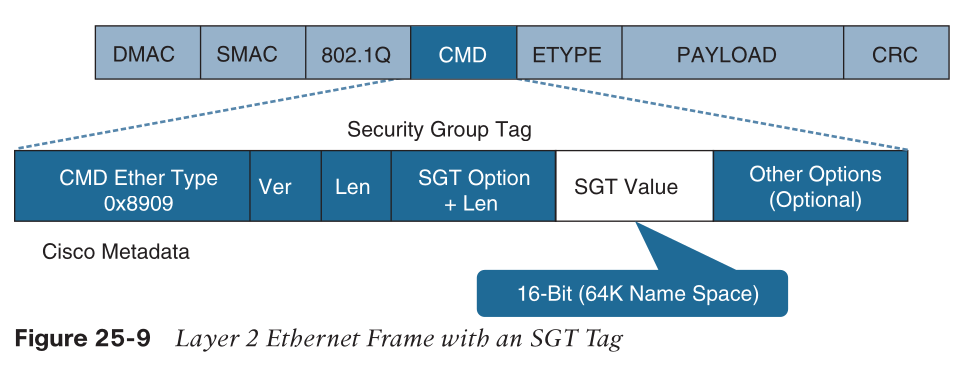 DMAC SMAC 802.1Q CMD ETYPE PAYLOAD CRC
Security Group Tag
CMD Ether Type
0x8909
Ver
Len
SGT Option
+ Len
SGT Value
Other Options
(Optional)
Cisco Metadata
16-Bit (64K Name Space)
Figure 25-9 Layer 2 Ethernet Frame with an SGT Tag